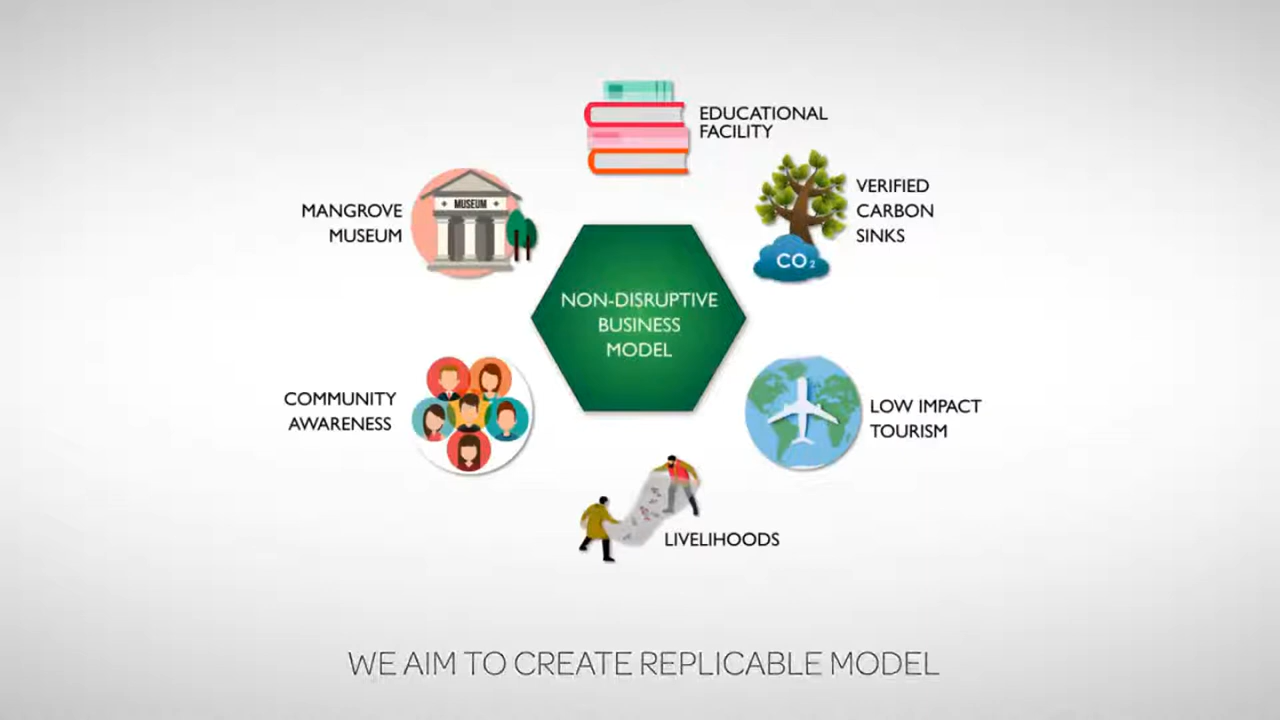 EDUCATIONAL
FACILITY
VERIFIED
CARBON
SINKS
CO₂
MANGROVE
MUSEUM
MUSEUM
NON-DISRUPTIVE
BUSINESS
MODEL
COMMUNITY
AWARENESS
LOW IMPACT
TOURISM
LIVELIHOODS
WE AIM TO CREATE REPLICABLE MODEL